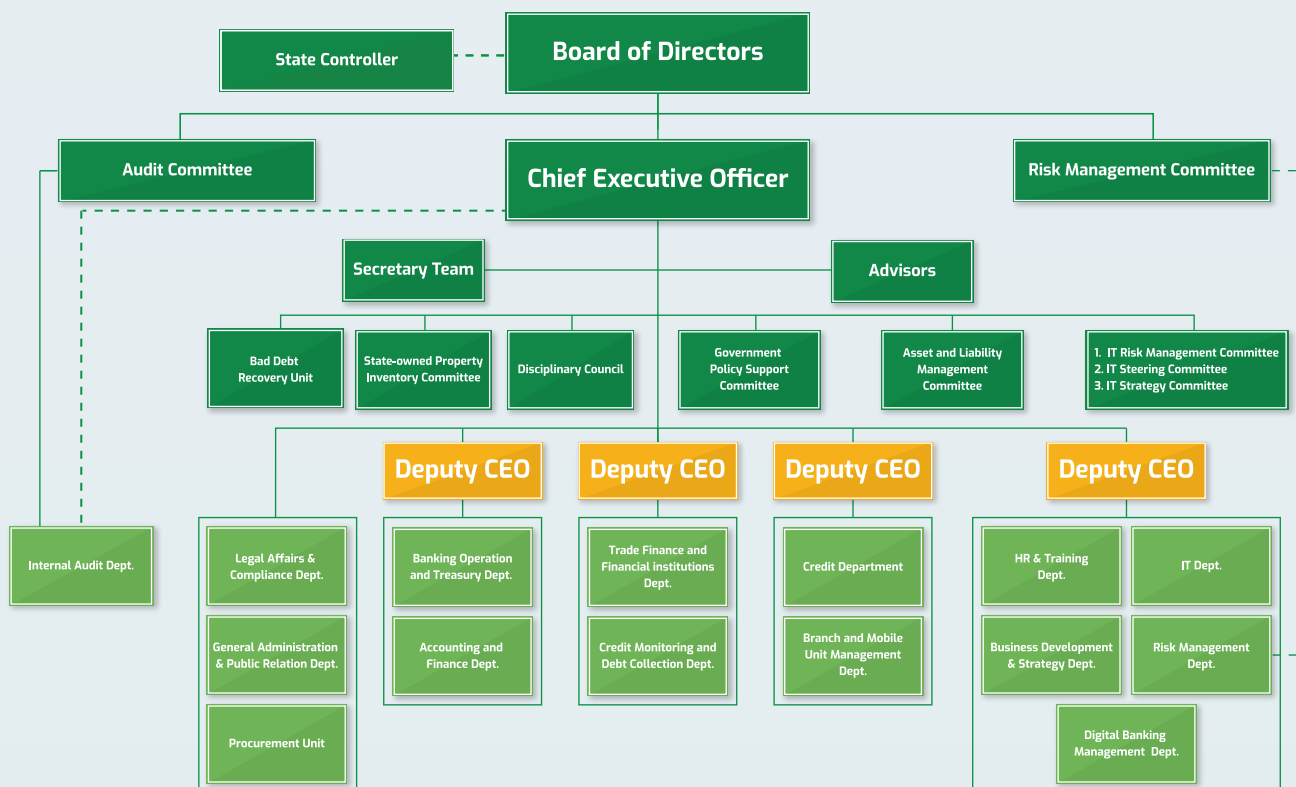 State Controller
Board of Directors
Audit Committee
Chief Executive Officer
Risk Management Committee
Secretary Team
Advisors
Bad Debt
Recovery Unit
State-owned Property
Inventory Committee
Disciplinary Council
Government
Policy Support
Committee
Asset and Liability
Management
Committee
1. IT Risk Management Committee
2. IT Steering Committee
3. IT Strategy Committee
Deputy CEO
Deputy CEO
Deputy CEO
Deputy CEO
Internal Audit Dept.
Legal Affairs &
Compliance Dept.
General Administration
& Public Relation Dept.
Procurement Unit
Banking Operation
and Treasury Dept.
Accounting and
Finance Dept.
Trade Finance and
Financial institutions
Dept.
Credit Monitoring and
Debt Collection Dept.
Credit Department
Branch and Mobile
Unit Management
Dept.
HR & Training
Dept.
IT Dept.
Business Development
& Strategy Dept.
Risk Management
Dept.
Digital Banking
Management Dept.